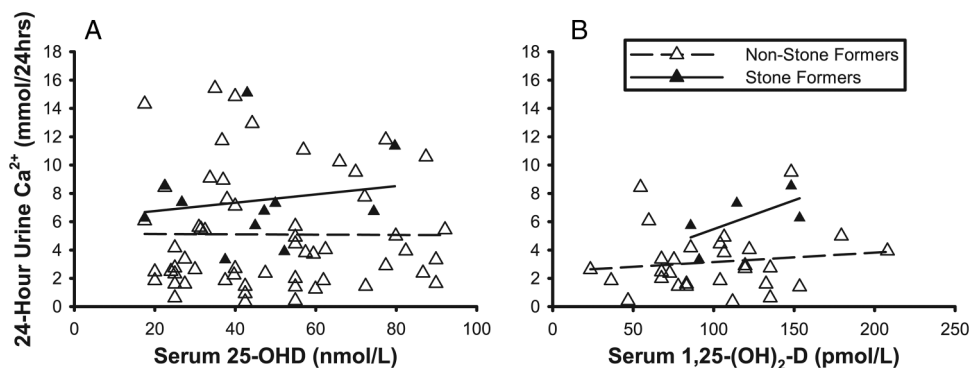 A
B
24-Hour Urine Ca2+ (mmol/24hrs)
18
16
14
12
10
8
6
4
2
0
0 20 40 60 80 100
Serum 25-OHD (nmol/L)
18
16
14
12
10
8
6
4
2
0
Non-Stone Formers
Stone Formers
0 50 100 150 200 250
Serum 1,25-(OH)2-D (pmol/L)